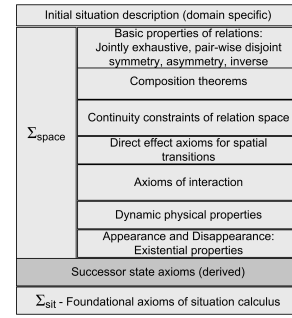 Initial situation description (domain specific)
Σspace
Basic properties of relations:
Jointly exhaustive, pair-wise disjoint
symmetry, asymmetry, inverse
Composition theorems
Continuity constraints of relation space
Direct effect axioms for spatial
transitions
Axioms of interaction
Dynamic physical properties
Appearance and Disappearance:
Existential properties
Successor state axioms (derived)
Σsit - Foundational axioms of situation calculus